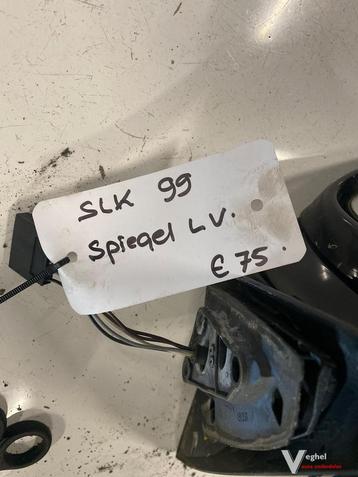 SLK 99
Spiegel L V.
€ 75.
Veghel